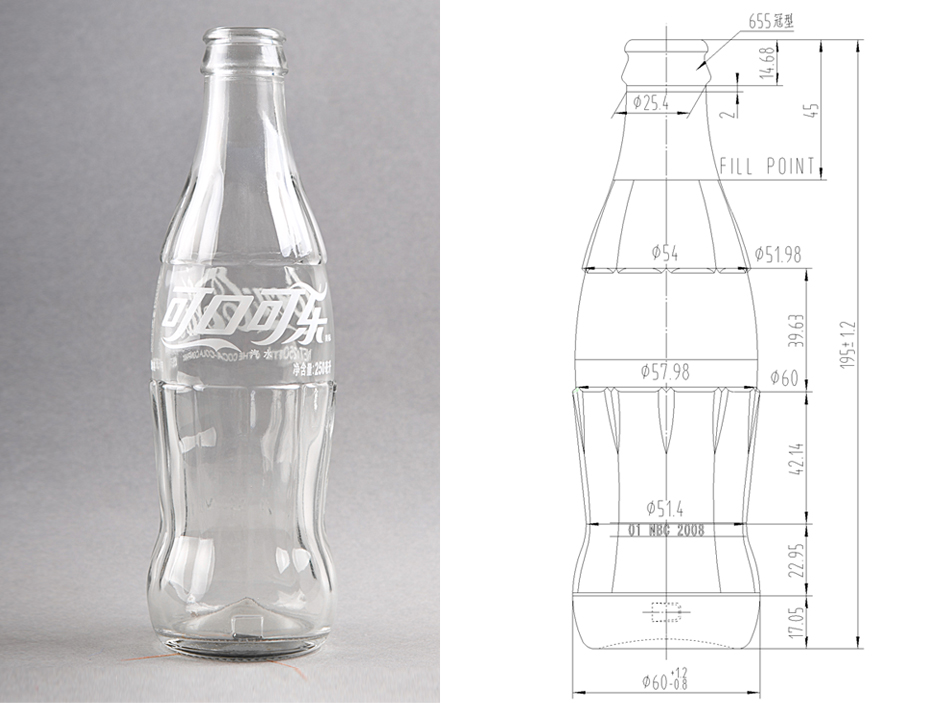 可口可乐
净含量:250毫升
655冠型
14.68
Φ25.4
2
45
FILL POINT
Φ54
Φ51.98
39.63
195±1.2
Φ57.98
Φ60
42.14
Φ51.4
01 NBC 2008
22.95
17.05
Φ60+1.2-0.8